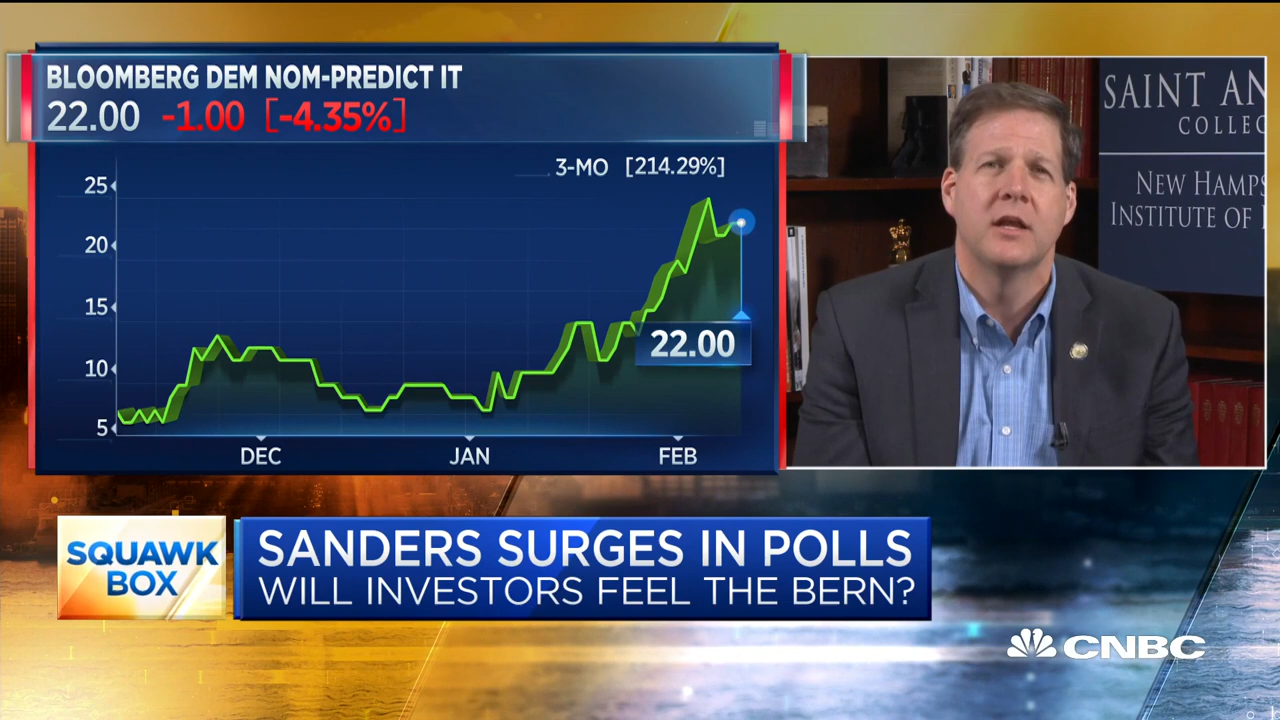 BLOOMBERG DEM NOM-PREDICT IT
22.00 -1.00 [-4.35%]
3-MO [214.29%]
25
20
15
10
5
22.00
DEC JAN FEB
SAINT AN
COLLEG
NEW HAMPS
INSTITUTE OF
SQUAWK
BOX
SANDERS SURGES IN POLLS
WILL INVESTORS FEEL THE BERN?
CNBC